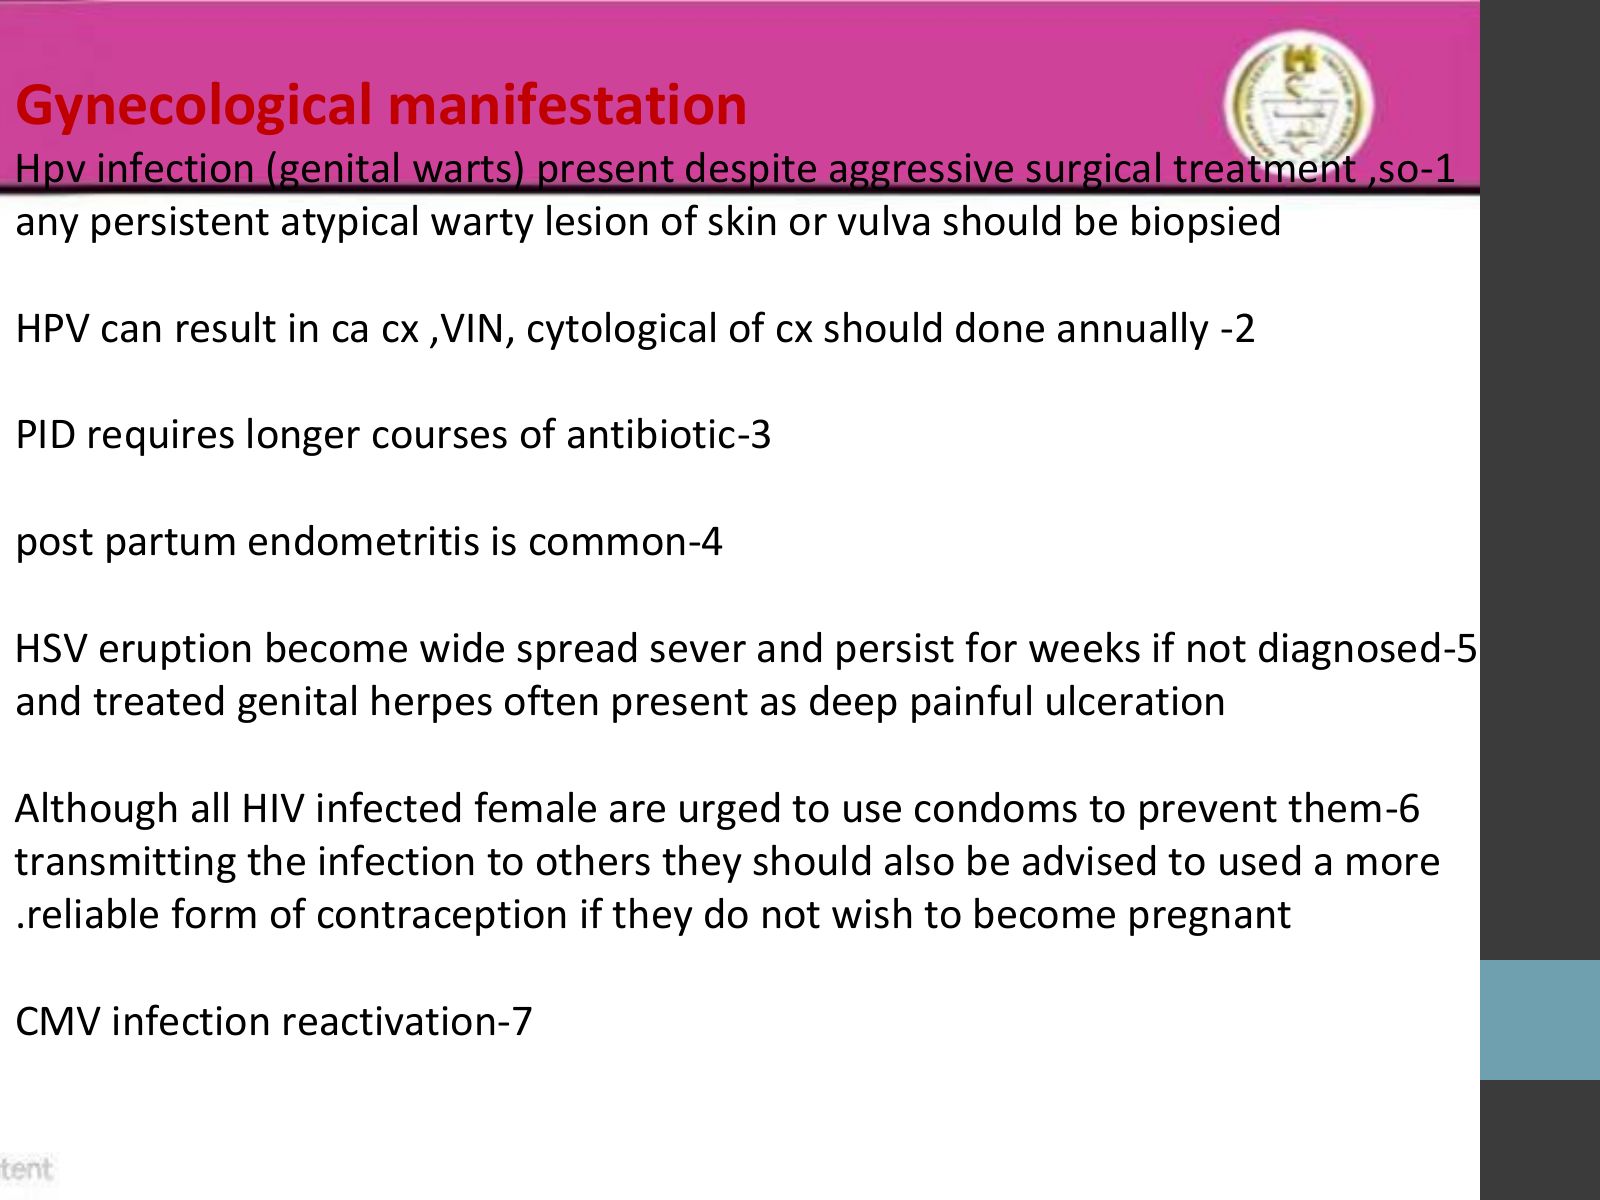 Gynecological manifestation
Hpv infection (genital warts) present despite aggressive surgical treatment ,so-1
any persistent atypical warty lesion of skin or vulva should be biopsied
HPV can result in ca cx ,VIN, cytological of cx should done annually -2
PID requires longer courses of antibiotic-3
post partum endometritis is common-4
HSV eruption become wide spread sever and persist for weeks if not diagnosed-5
and treated genital herpes often present as deep painful ulceration
Although all HIV infected female are urged to use condoms to prevent them-6
transmitting the infection to others they should also be advised to used a more
.reliable form of contraception if they do not wish to become pregnant
CMV infection reactivation-7
tent